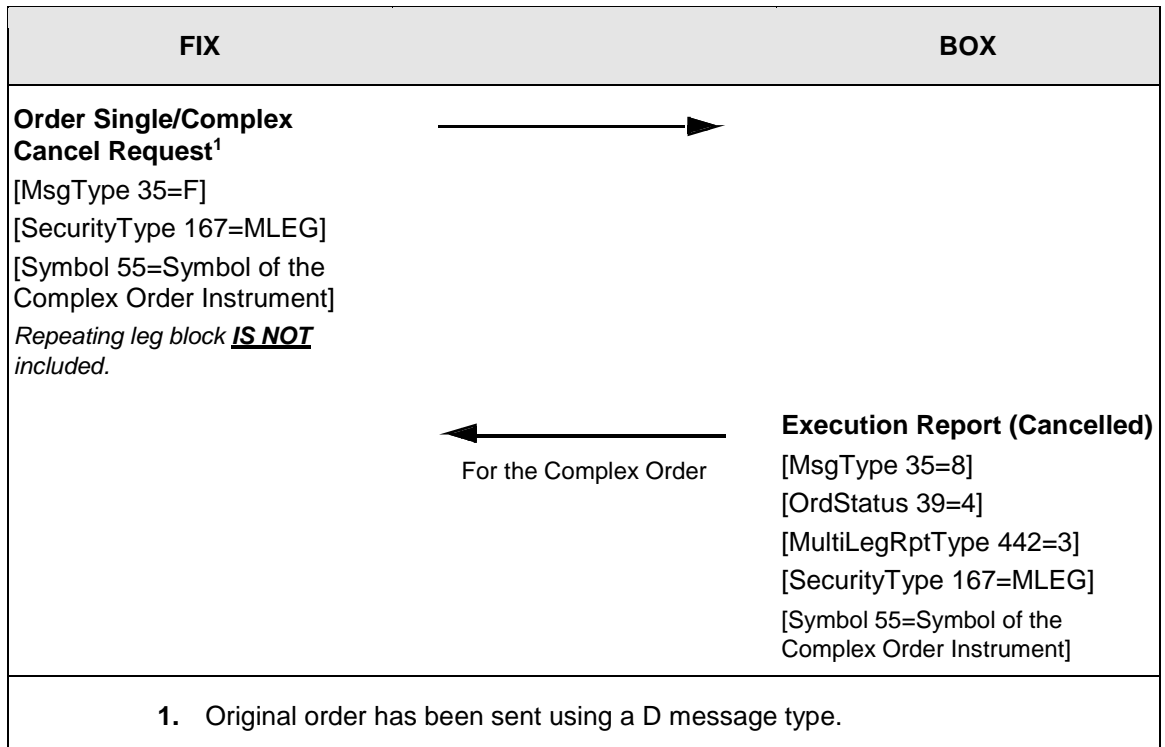 FIX
BOX
Order Single/Complex
Cancel Request1
[MsgType 35=F]
[SecurityType 167=MLEG]
[Symbol 55=Symbol of the
Complex Order Instrument]
Repeating leg block IS NOT
included.
For the Complex Order
Execution Report (Cancelled)
[MsgType 35=8]
[OrdStatus 39=4]
[MultiLegRptType 442=3]
[SecurityType 167=MLEG]
[Symbol 55=Symbol of the
Complex Order Instrument]
1. Original order has been sent using a D message type.